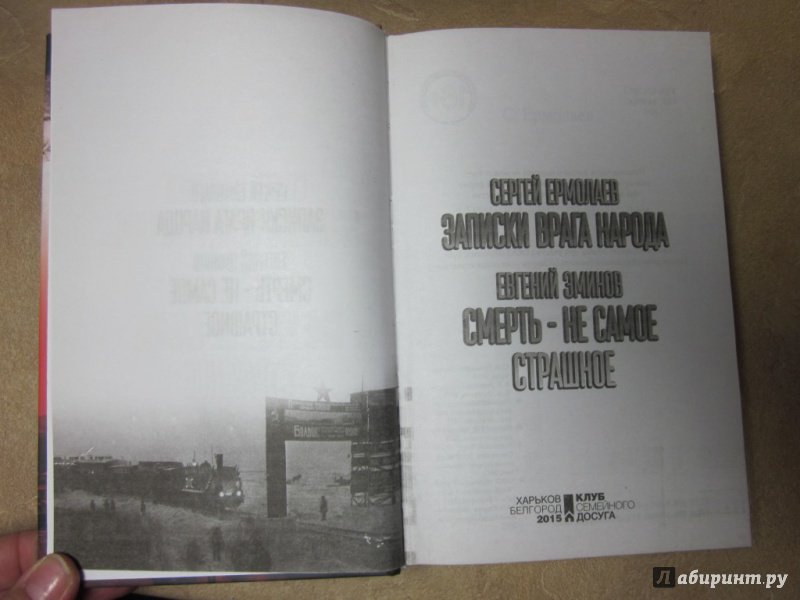 СЕРГЕЙ ЕРМОЛАЕВ
ЗАПИСКИ ВРАГА НАРОДА
ЕВГЕНИЙ ЭМИНОВ
СМЕРТЬ - НЕ САМОЕ
СТРАШНОЕ
ХАРЬКОВ
БЕЛГОРОД
2015
КЛУБ
СЕМЕЙНОГО
ДОСУГА
Лабиринт.ру